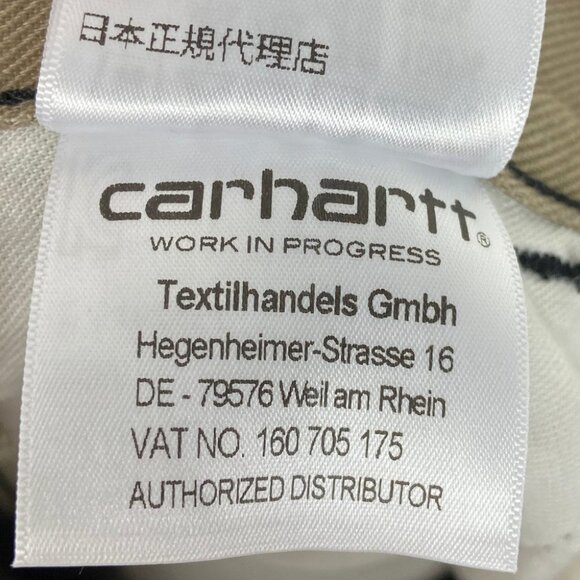 日本正規代理店
carhartt®
WORK IN PROGRESS
Textilhandels Gmbh
Hegenheimer-Strasse 16
DE - 79576 Weil am Rhein
VAT NO. 160 705 175
AUTHORIZED DISTRIBUTOR